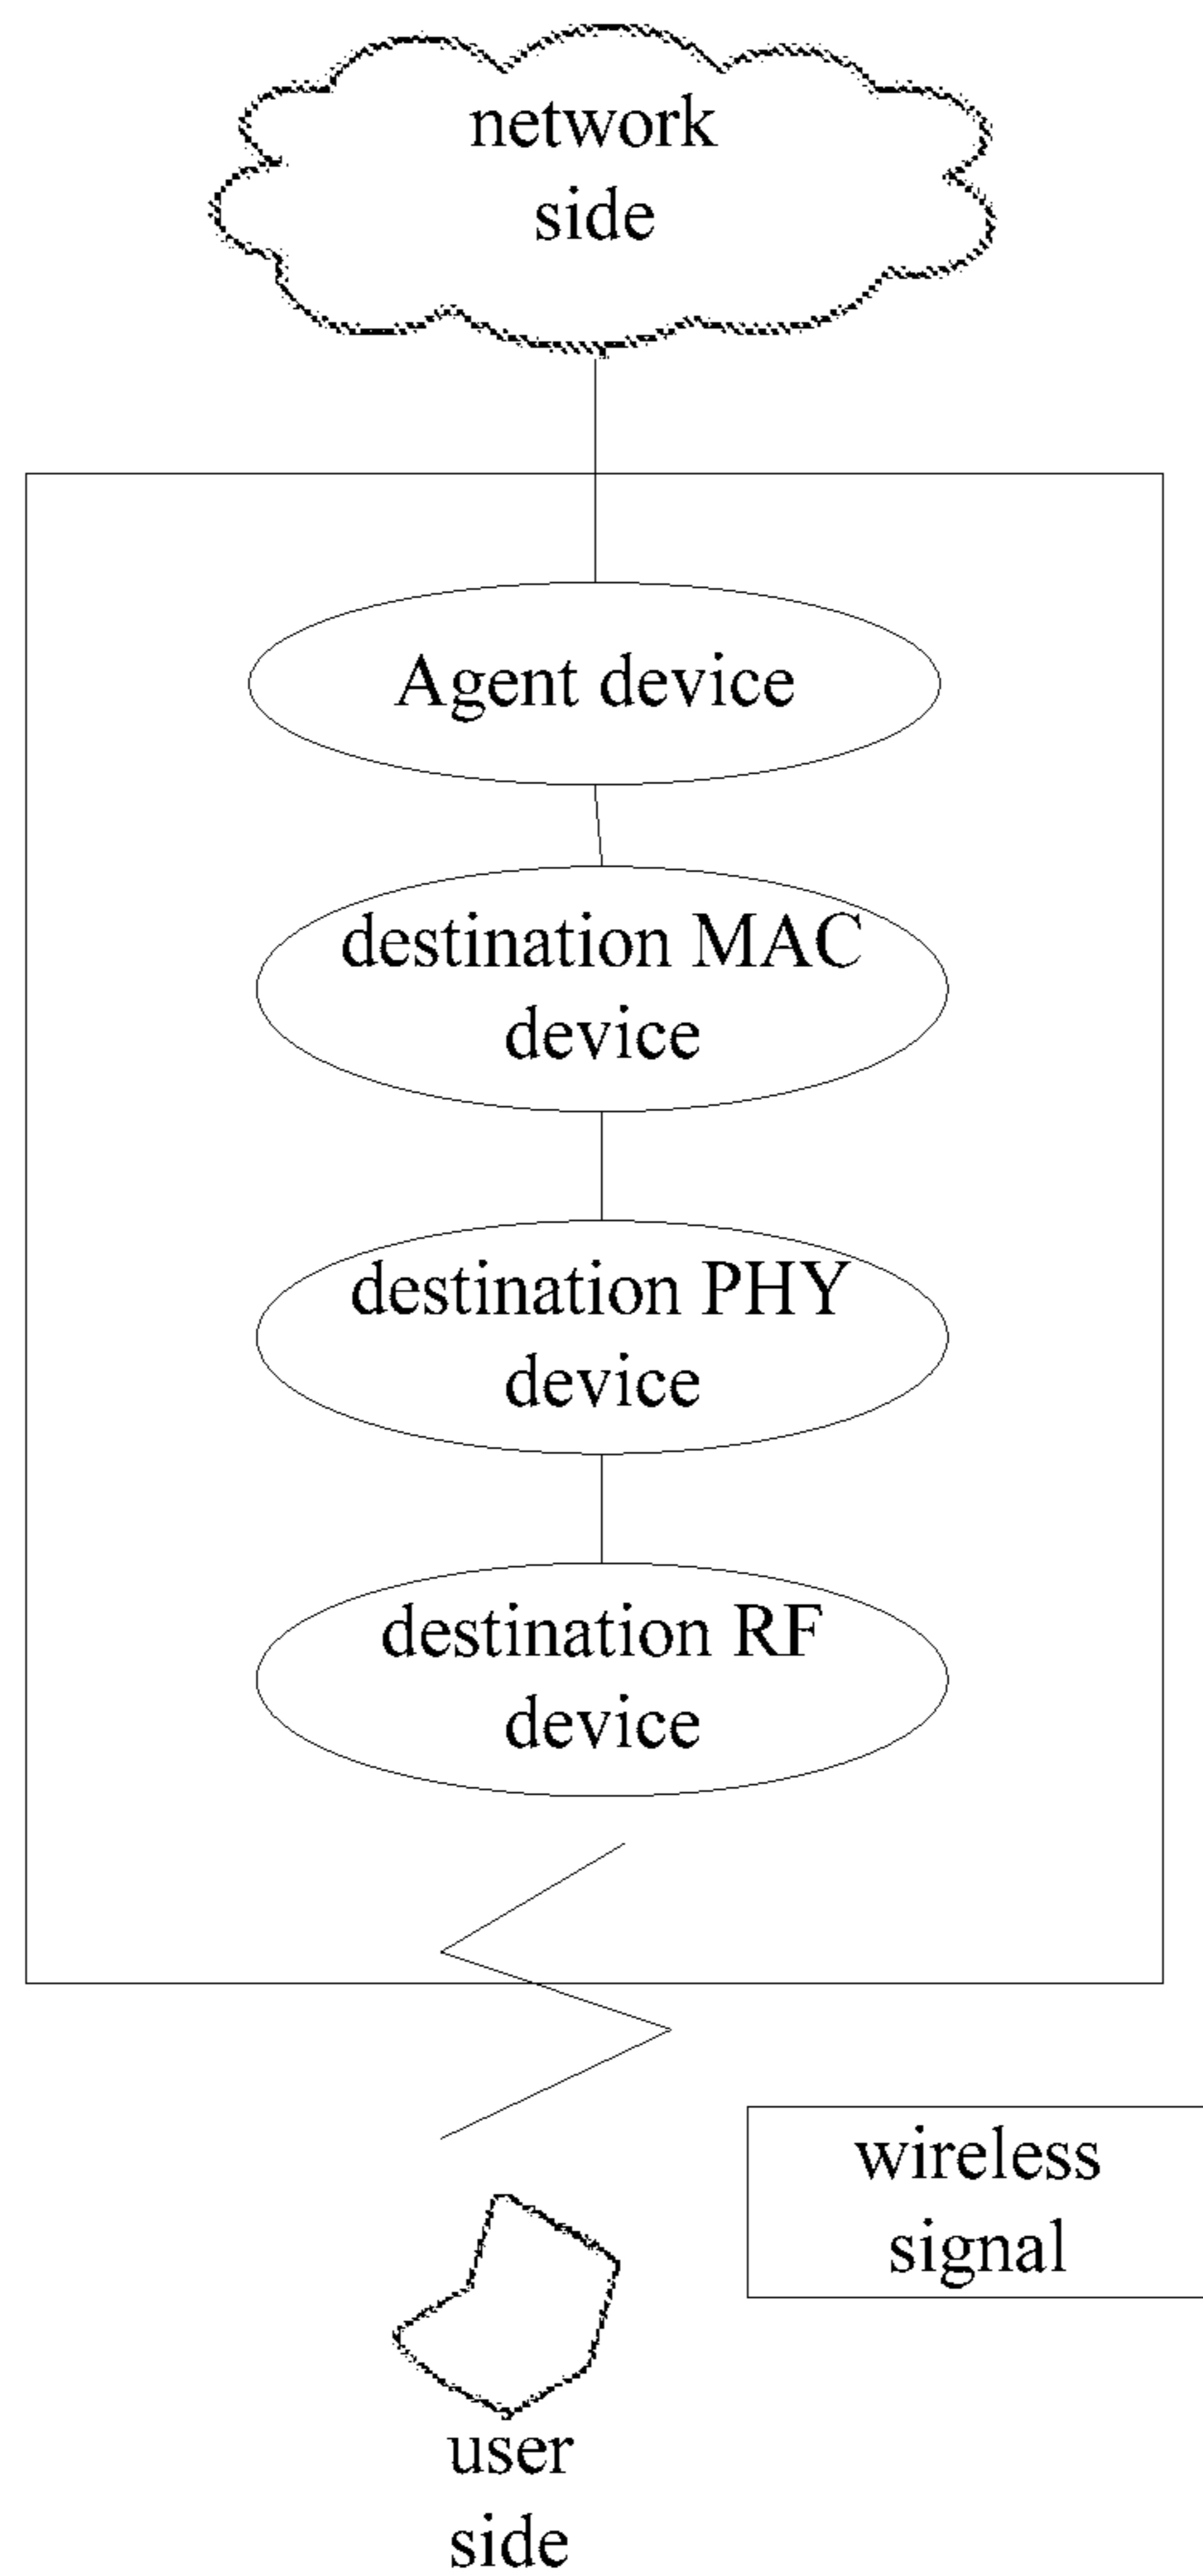 network
side
Agent device
destination MAC
device
destination PHY
device
destination RF
device
wireless
signal
user
side